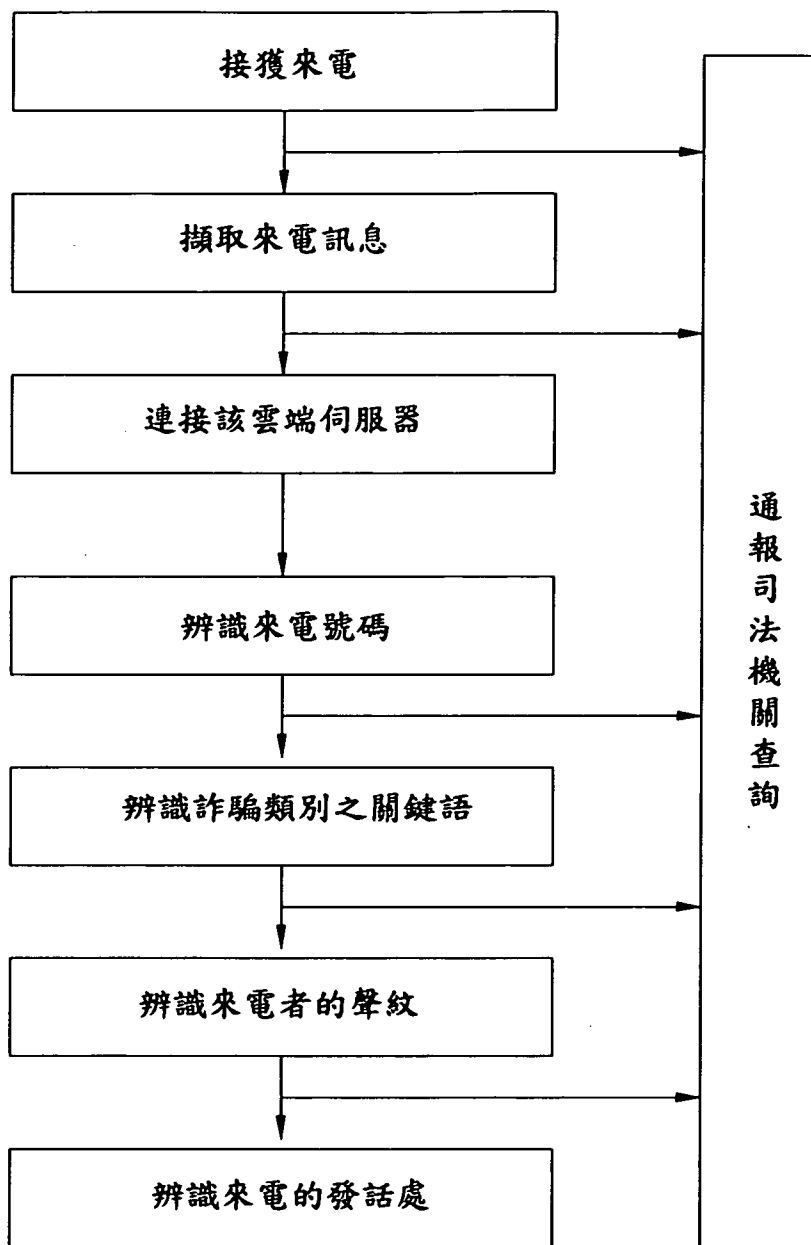 接獲來電
擷取來電訊息
連接該雲端伺服器
辨識來電號碼
辨識詐騙類別之關鍵語
辨識來電者的聲紋
辨識來電的發話處
通報司法機關查詢